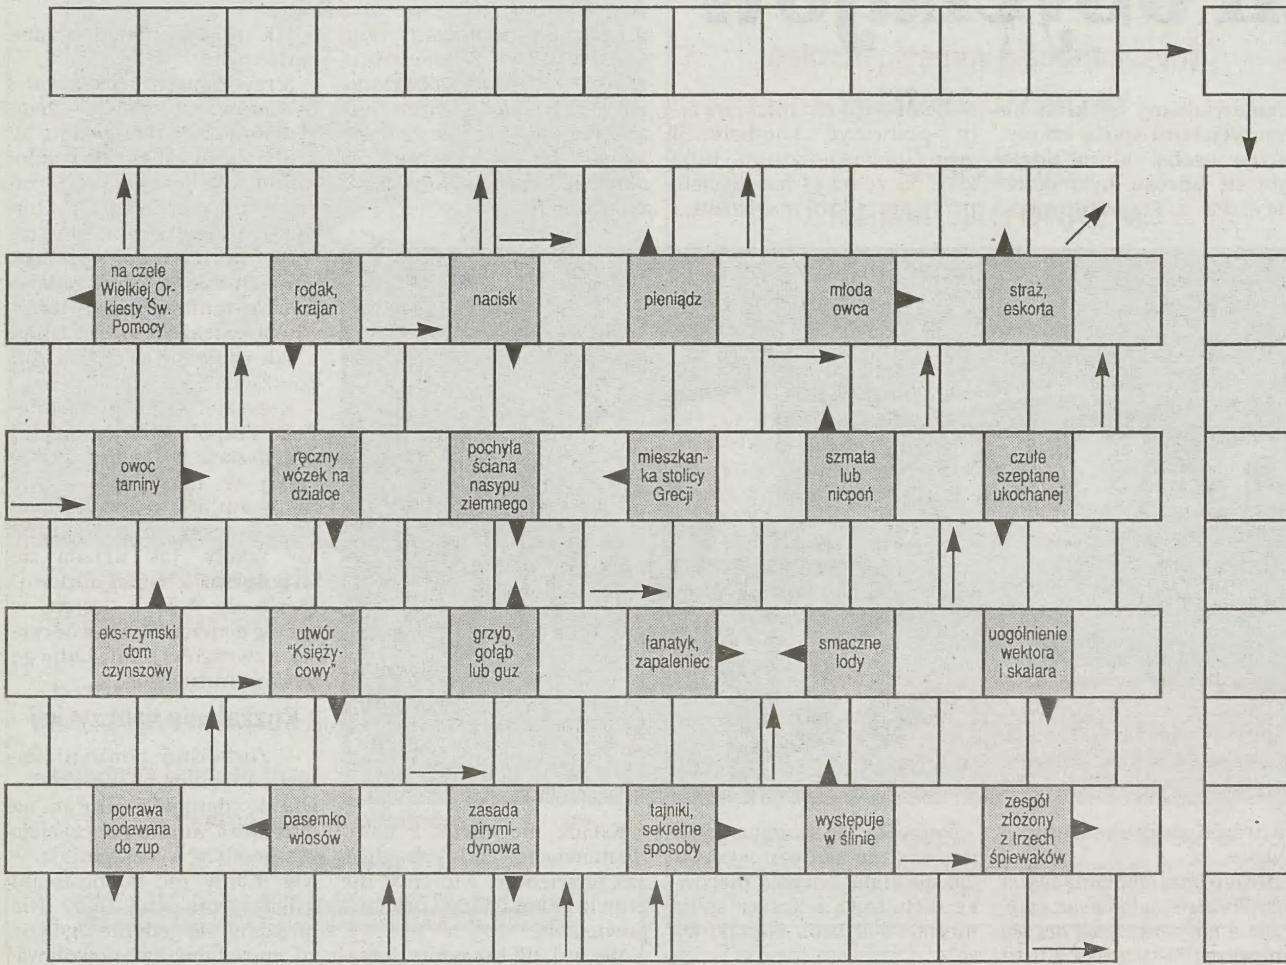 na czele
Wielkiej Or-
kiesty Św.
Pomocy
rodak,
krajan
nacisk
pieniądz
młoda
owca
straż,
eskorta
owoc
tarniny
ręczny
wózek na
działce
pochyła
ściana
nasypu
ziemnego
mieszkan-
ka stolicy
Grecji
szmata
lub
nicpoń
czułe
szeptane
ukochanej
eks-rzymski
dom
czynszowy
utwór
"Księży-
cowy"
grzyb,
gołąb
lub guz
fanatyk,
zapaleniec
smaczne
lody
uogólnienie
wektora
i skalara
potrawa
podawana
do zup
pasemko
włosów
zasada
pirymi-
dynowa
tajniki,
sekretne
sposoby
występuje
w ślinie
zespół
złożony
z trzech
śpiewaków